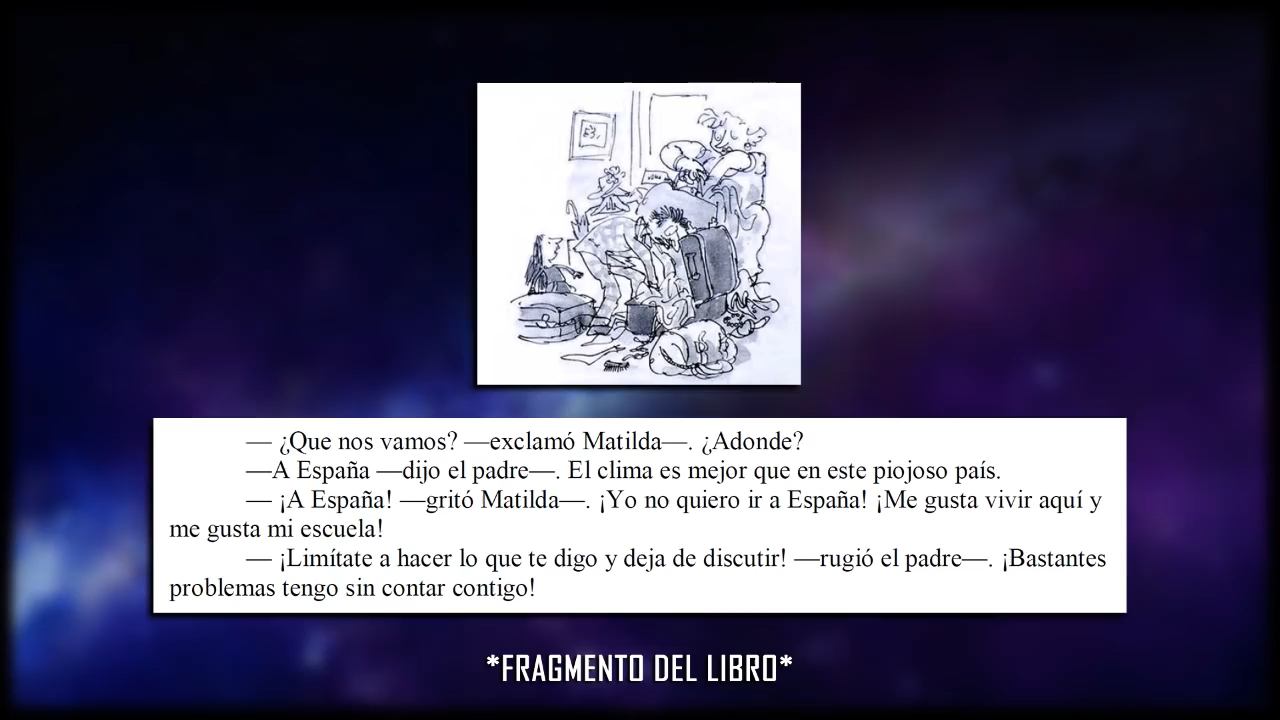 — ¿Que nos vamos? —exclamó Matilda—. ¿Adonde?
—A España —dijo el padre—. El clima es mejor que en este piojoso país.
— ¡A España! —gritó Matilda—. ¡Yo no quiero ir a España! ¡Me gusta vivir aquí y
me gusta mi escuela!
— ¡Limítate a hacer lo que te digo y deja de discutir! —rugió el padre—. ¡Bastantes
problemas tengo sin contar contigo!
*FRAGMENTO DEL LIBRO*